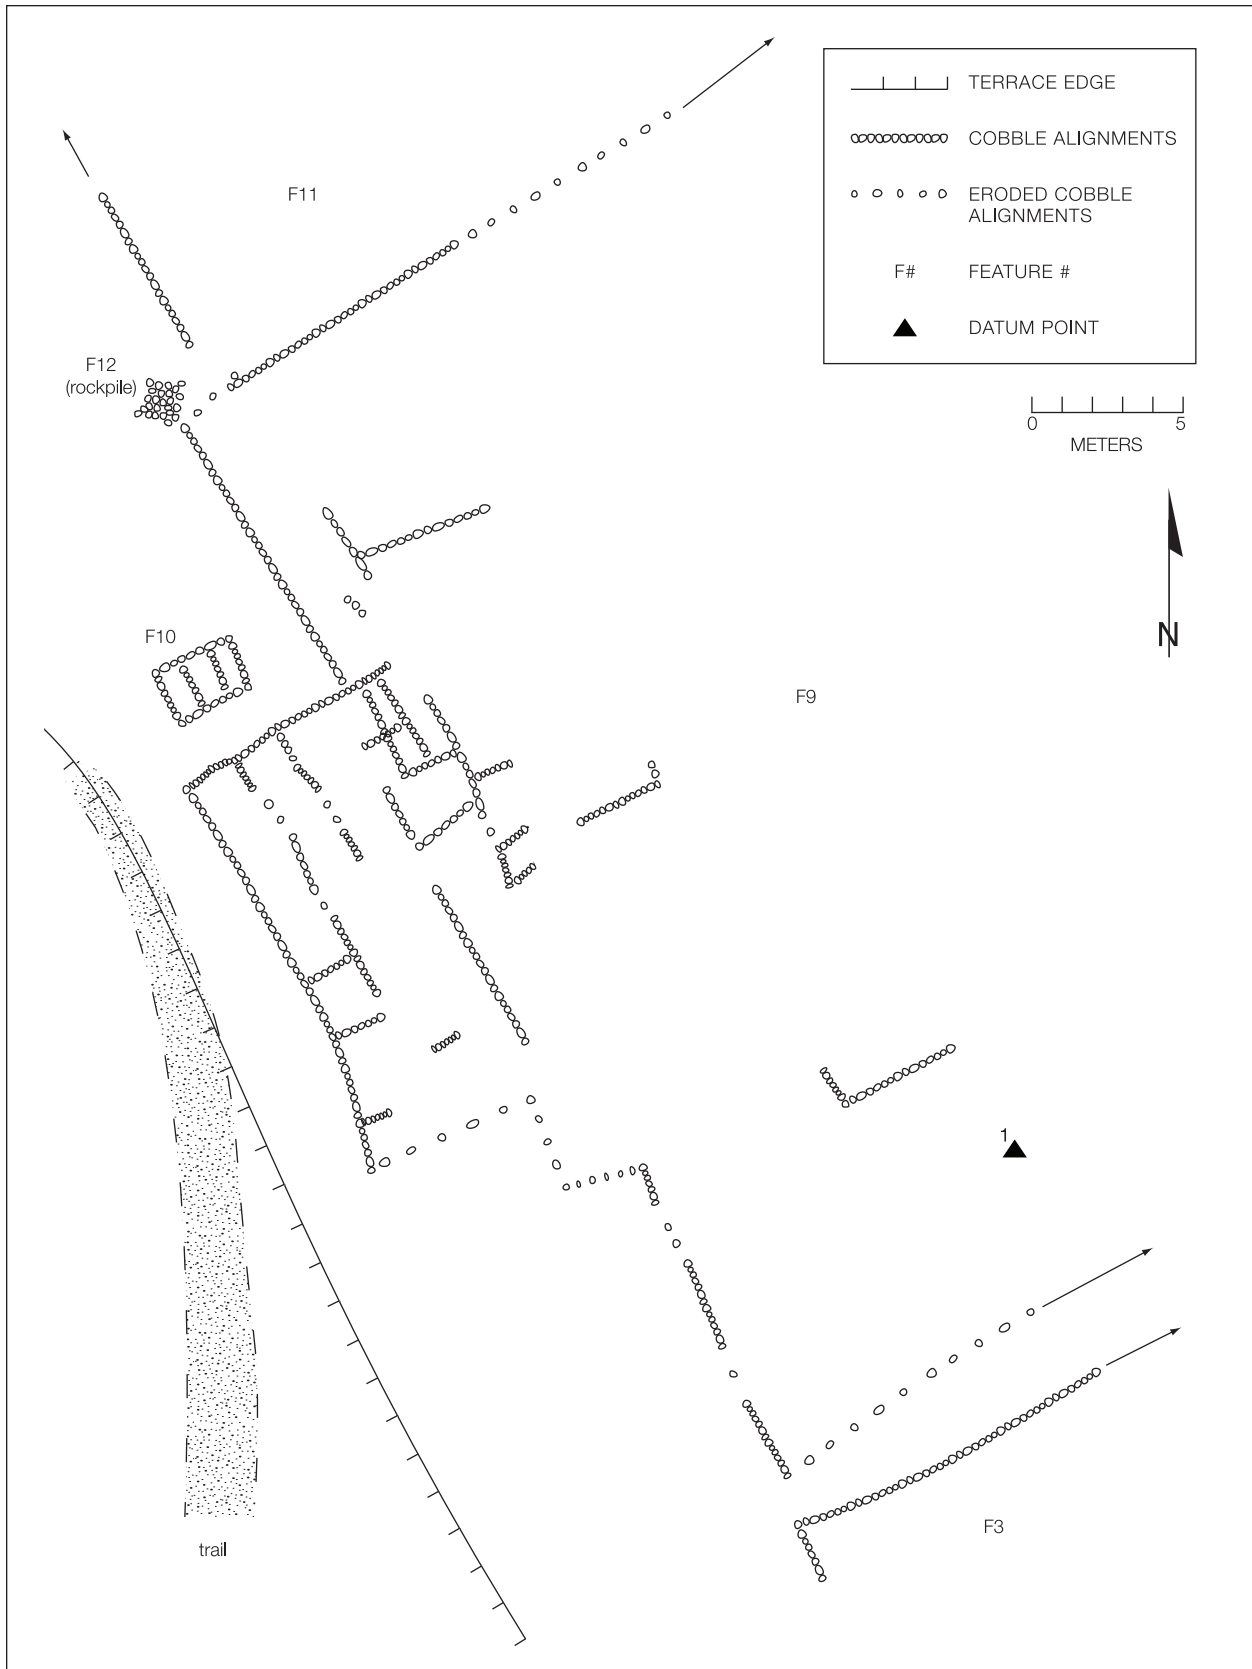 TERRACE EDGE
COBBLE ALIGNMENTS
ERODED COBBLE
ALIGNMENTS
F# FEATURE #
DATUM POINT
0 5
METERS
N
F11
F12
(rockpile)
F10
F9
1
F3
trail